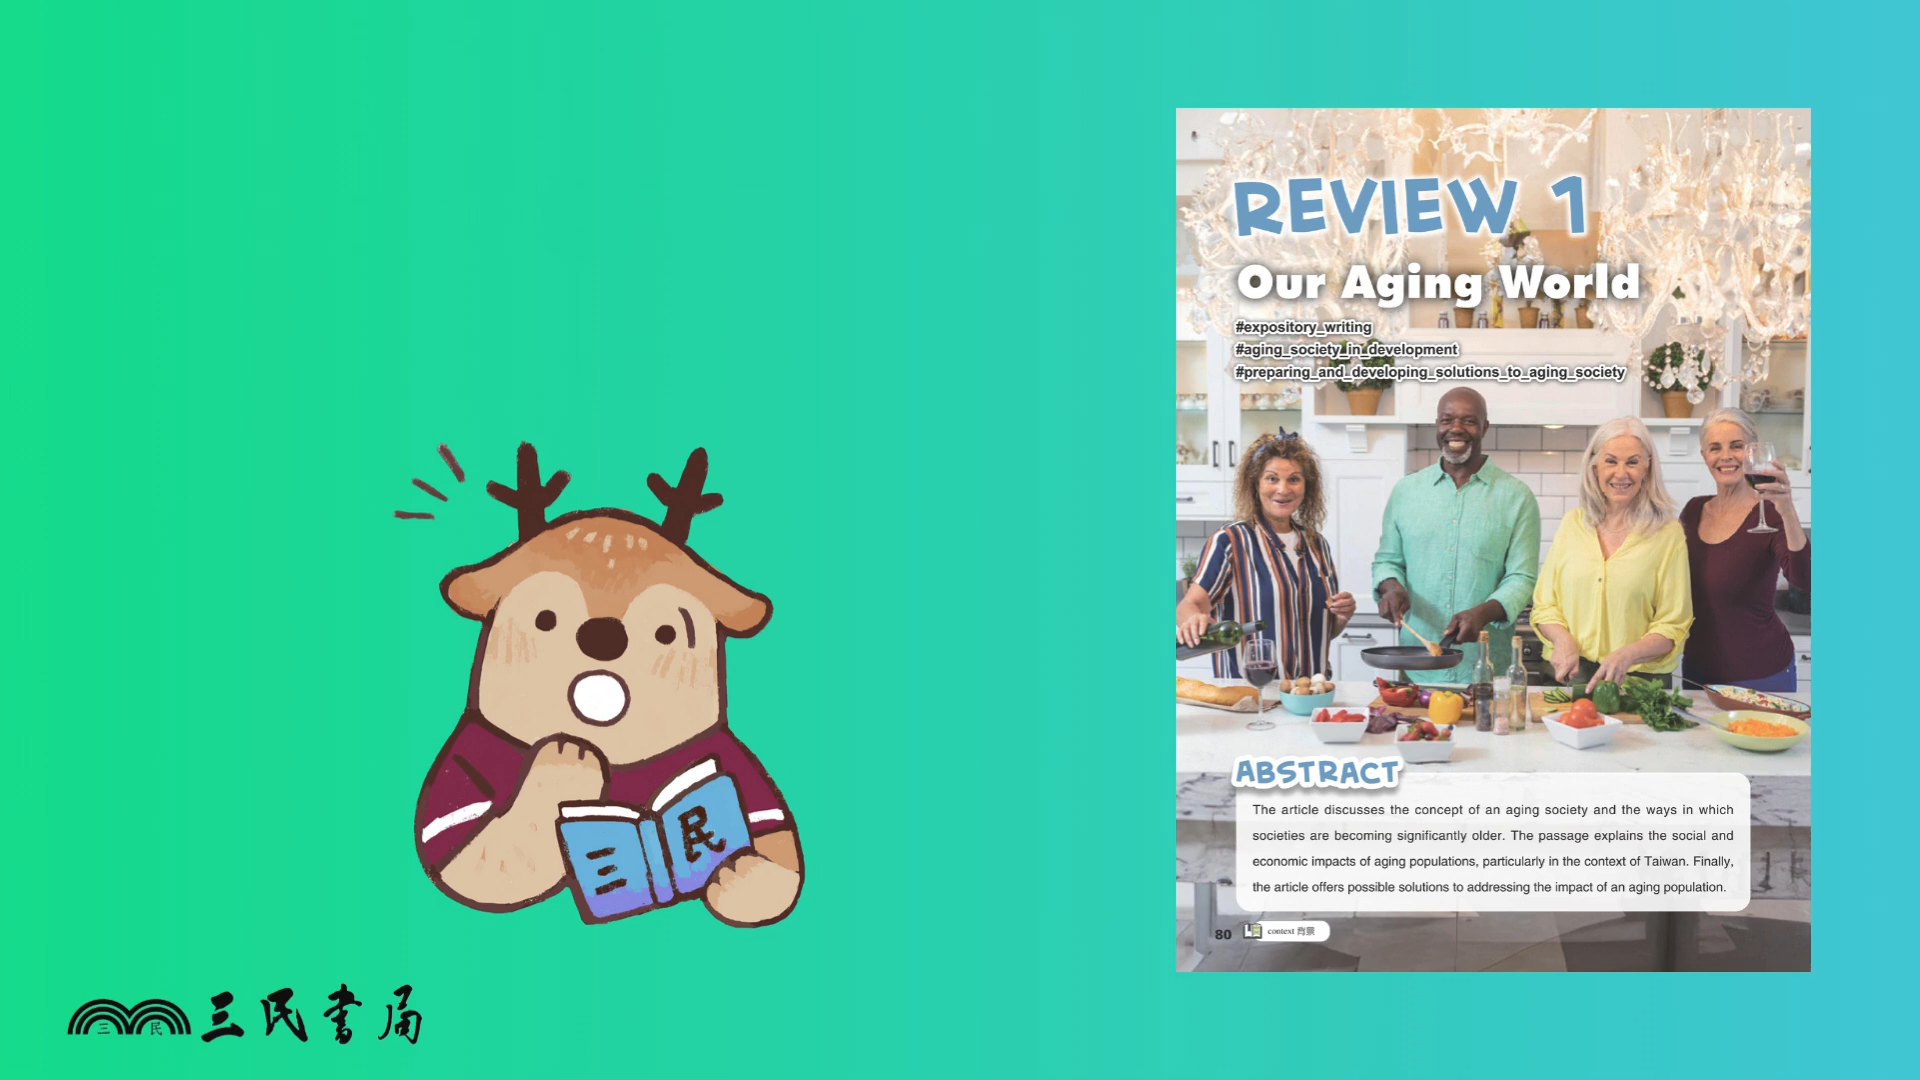 REVIEW 1
Our Aging World
#expository_writing
#aging_society_in_development
#preparing_and_developing_solutions_to_aging_society
ABSTRACT
The article discusses the concept of an aging society and the ways in which
societies are becoming significantly older. The passage explains the social and
economic impacts of aging populations, particularly in the context of Taiwan. Finally,
the article offers possible solutions to addressing the impact of an aging population.
80
context 背景
三民
三 民
三民書局